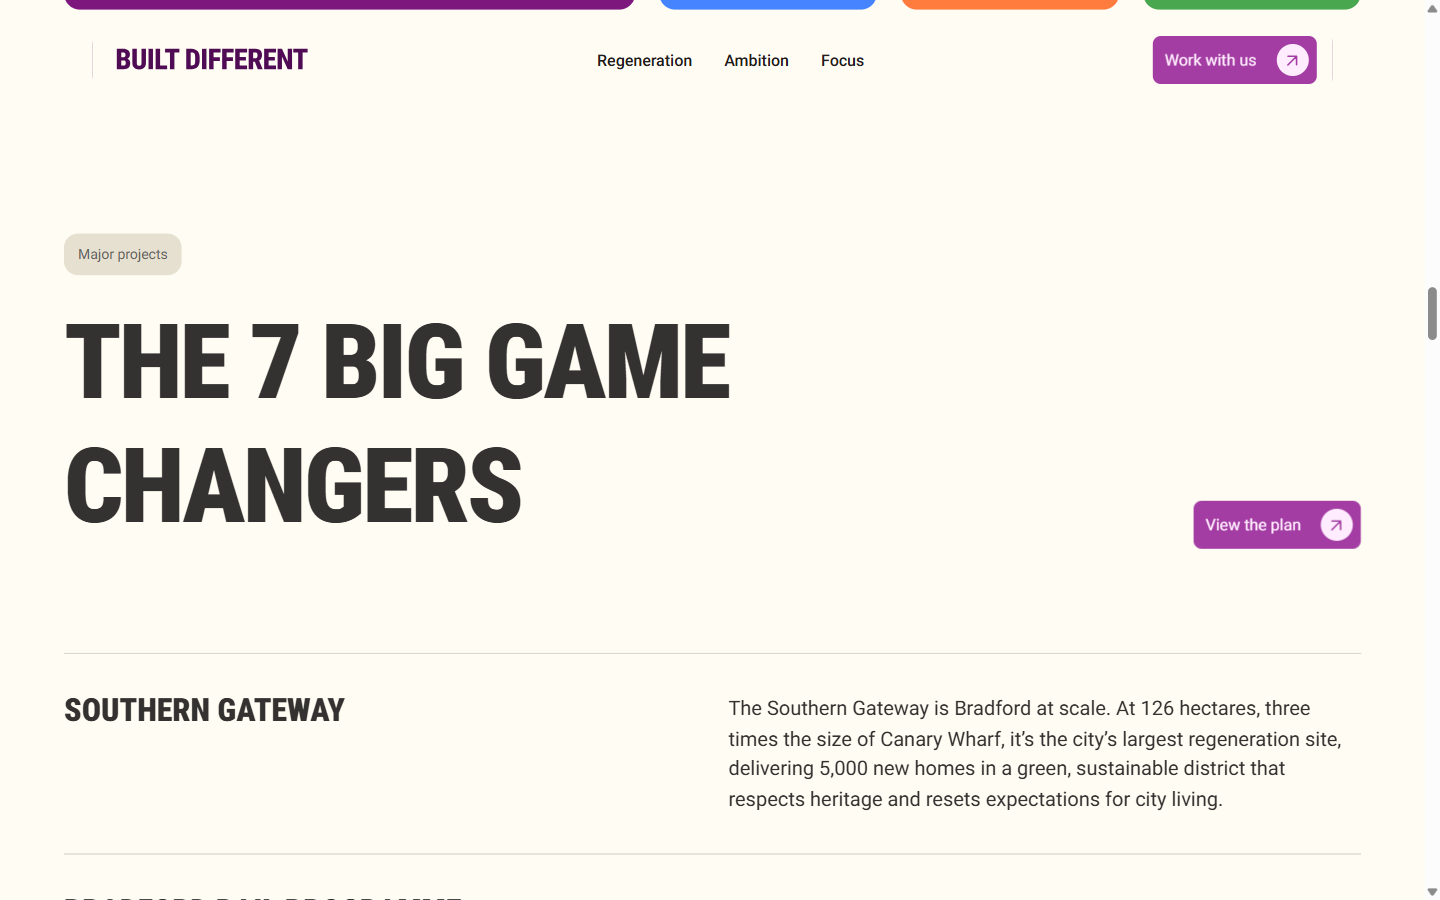 BUILT DIFFERENT
Regeneration
Ambition
Focus
Work with us
Major projects
THE 7 BIG GAME
CHANGERS
View the plan
SOUTHERN GATEWAY
The Southern Gateway is Bradford at scale. At 126 hectares, three
times the size of Canary Wharf, it’s the city’s largest regeneration site,
delivering 5,000 new homes in a green, sustainable district that
respects heritage and resets expectations for city living.